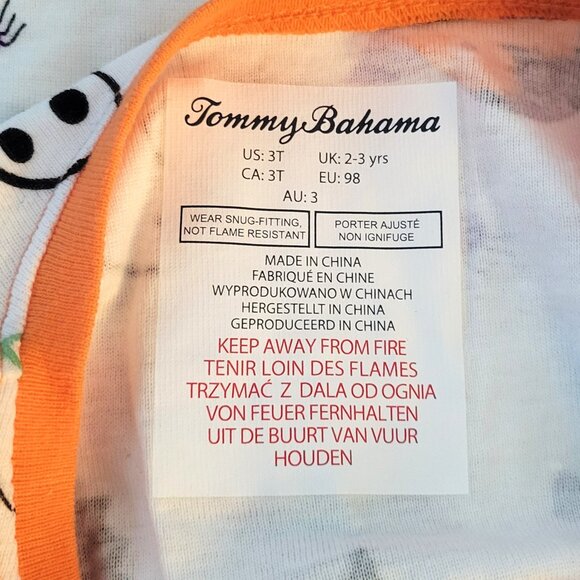 Tommy Bahama
US: 3T UK: 2-3 yrs
CA: 3T EU: 98
AU: 3
WEAR SNUG-FITTING, NOT FLAME RESISTANT
PORTER AJUSTÉ NON IGNIFUGE
MADE IN CHINA
FABRIQUÉ EN CHINE
WYPRODUKOWANO W CHINACH
HERGESTELLT IN CHINA
GEPRODUCEERD IN CHINA
KEEP AWAY FROM FIRE
TENIR LOIN DES FLAMES
TRZYMAĆ Z DALA OD OGNIA
VON FEUER FERNHALTEN
UIT DE BUURT VAN VUUR
HOUDEN